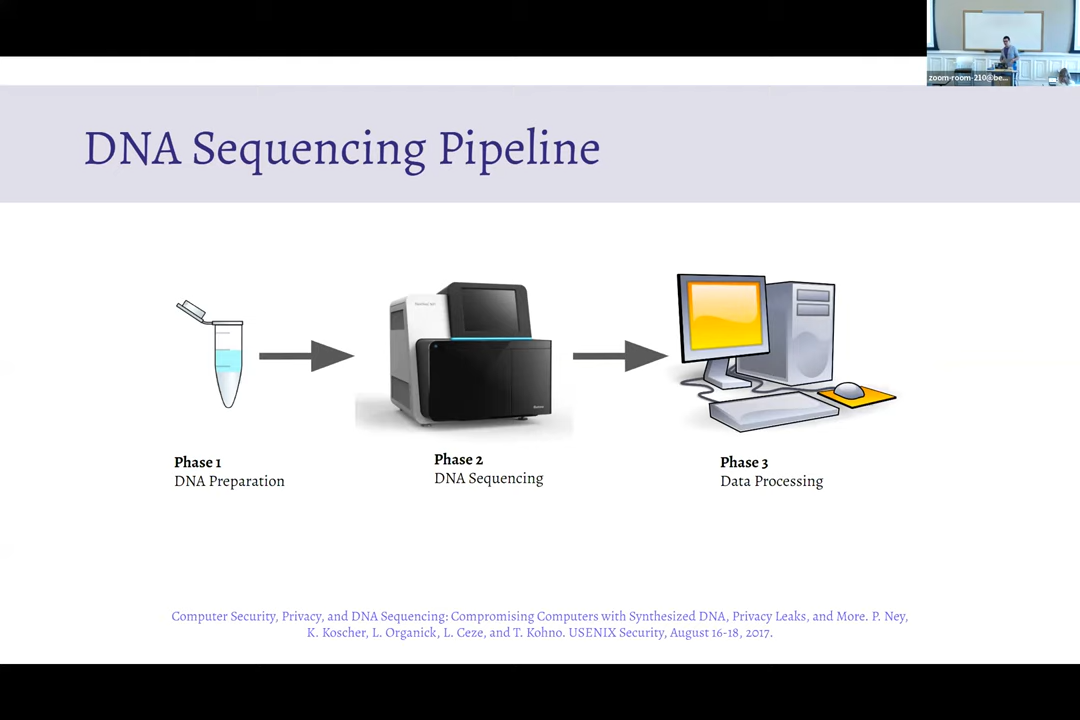 zoom-room-210@be...
DNA Sequencing Pipeline
Phase 1
DNA Preparation
Phase 2
DNA Sequencing
Phase 3
Data Processing
Computer Security, Privacy, and DNA Sequencing: Compromising Computers with Synthesized DNA, Privacy Leaks, and More. P. Ney,
K. Koscher, L. Organick, L. Ceze, and T. Kohno. USENIX Security, August 16-18, 2017.